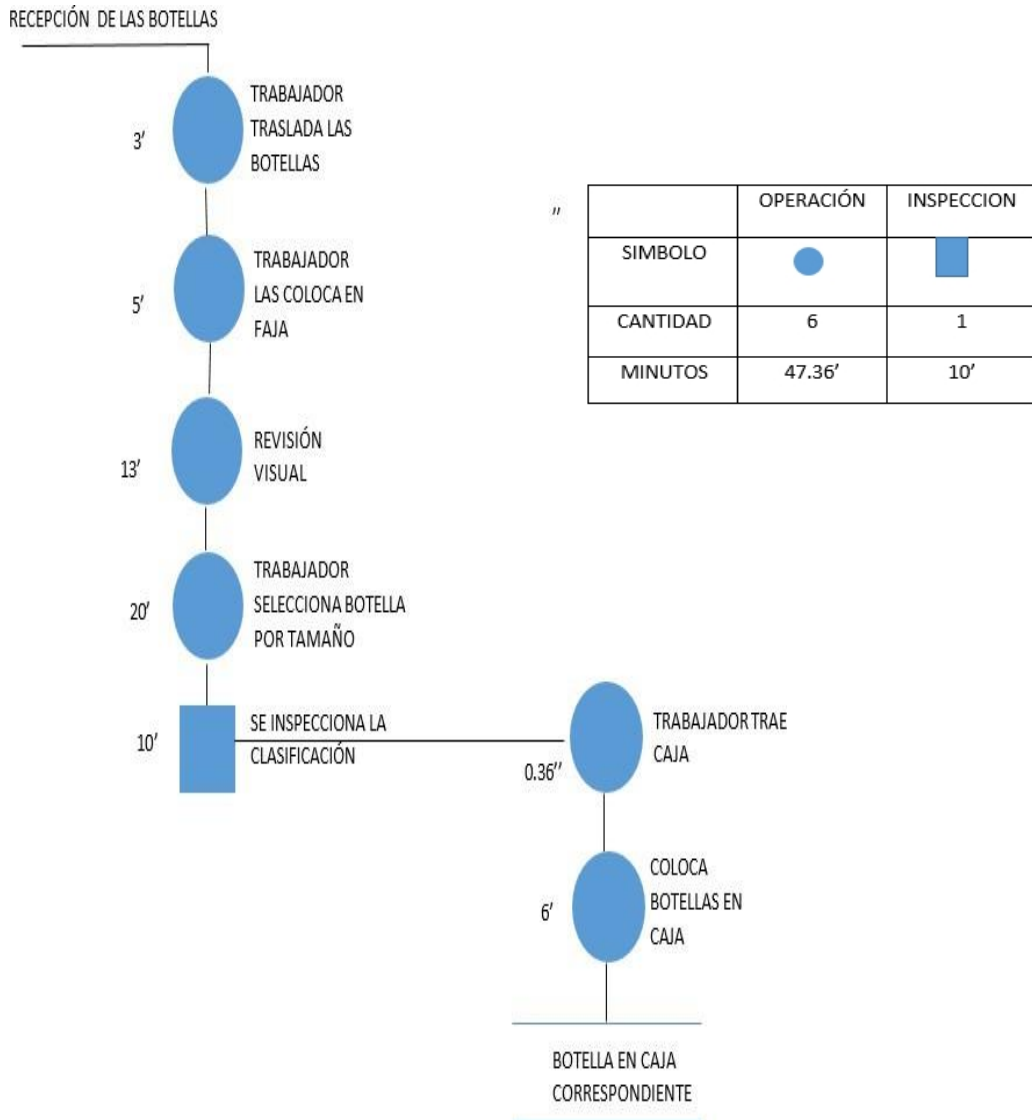 RECEPCIÓN DE LAS BOTELLAS
3'
TRABAJADOR
TRASLADA LAS
BOTELLAS
5'
TRABAJADOR
LAS COLOCA EN
FAJA
13'
REVISIÓN
VISUAL
20'
TRABAJADOR
SELECCIONA BOTELLA
POR TAMAÑO
10'
SE INSPECCIONA LA
CLASIFICACIÓN
0.36''
TRABAJADOR TRAE
CAJA
6'
COLOCA
BOTELLAS EN
CAJA
BOTELLA EN CAJA
CORRESPONDIENTE
''
OPERACIÓN INSPECCION
SIMBOLO
CANTIDAD 6 1
MINUTOS 47.36' 10'